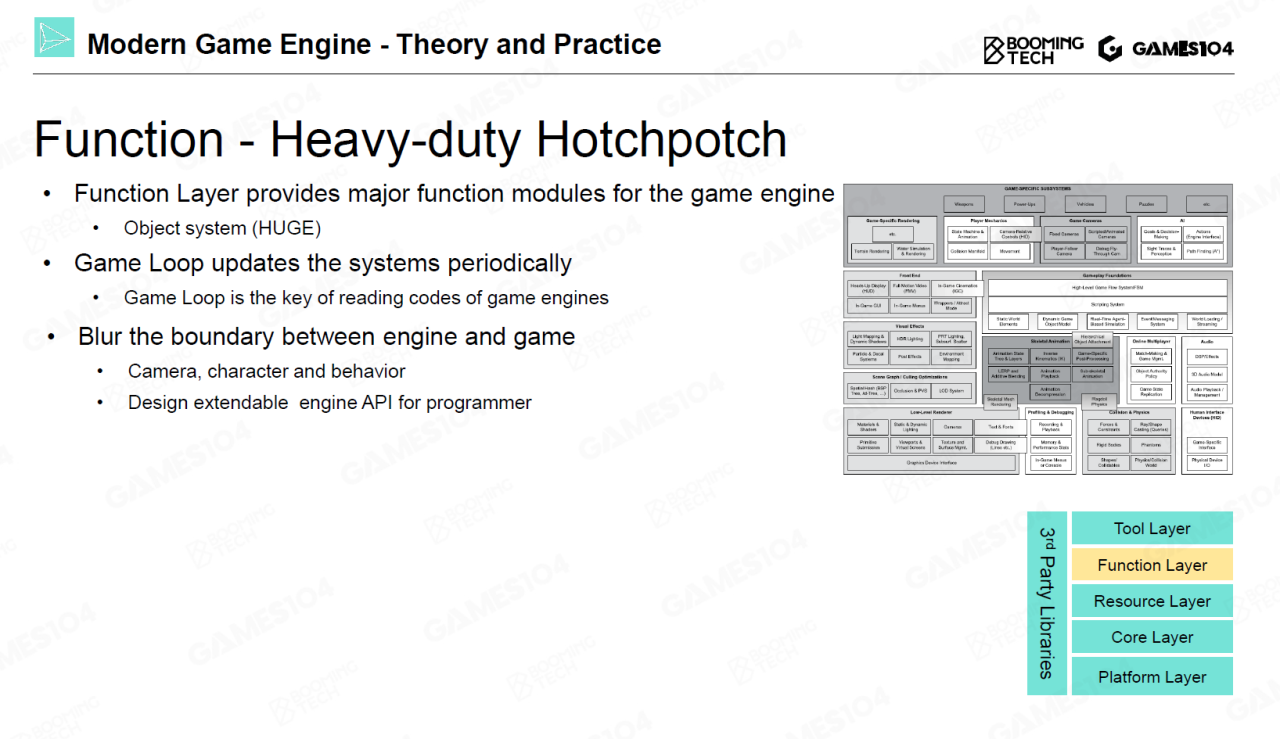 Modern Game Engine - Theory and Practice
BOOMING
TECH
GAMES104
Function - Heavy-duty Hotchpotch
• Function Layer provides major function modules for the game engine
• Object system (HUGE)
• Game Loop updates the systems periodically
• Game Loop is the key of reading codes of game engines
• Blur the boundary between engine and game
• Camera, character and behavior
• Design extendable engine API for programmer
GAME-SPECIFIC SUBSYSTEMS
Weapons
Power-Ups
Vehicles
Puzzles
etc.
Game-Specific Rendering
etc.
Terrain Rendering
Water Simulation
& Rendering
Player Mechanics
State Machine &
Animation
Camera-Relative
Controls (HID)
Collision Manifold
Movement
Game Cameras
Fixed Cameras
Scripted/Animated
Cameras
Player-Follow
Camera
Debug Fly-
Through Cam
AI
Goals & Decision
Making
Actions
(Engine Interface)
Sight Traces &
Perception
Path Finding (A*)
Front End
Heads-Up Display
(HUD)
Full-Motion Video
(FMV)
In-Game Cinematics
(IGC)
In-Game GUI
In-Game Menus
Wrappers / Attract
Mode
Visual Effects
Light Mapping &
Dynamic Shadows
HDR Lighting
PRT Lighting,
Subsurf. Scatter
Particle & Decal
Systems
Post Effects
Environment
Mapping
Scene Graph / Culling Optimizations
Spatial Hash (BSP
Tree, kd-Tree, ...)
Occlusion & PVS
LOD System
Gameplay Foundations
High-Level Game Flow System/FSM
Scripting System
Static World
Elements
Dynamic Game
Object Model
Real-Time Agent-
Based Simulation
Event/Messaging
System
World Loading /
Streaming
Skeletal Animation
Hierarchical
Object Attachment
Animation State
Tree & Layers
Inverse
Kinematics (IK)
Game-Specific
Post-Processing
LERP and
Additive Blending
Animation
Playback
Sub-skeletal
Animation
Animation
Decompression
Skeletal Mesh
Rendering
Ragdoll
Physics
Online Multiplayer
Match-Making &
Game Mgmt.
Object Authority
Policy
Game State
Replication
Audio
DSP/Effects
3D Audio Model
Audio Playback /
Management
Low-Level Renderer
Materials &
Shaders
Static & Dynamic
Lighting
Cameras
Text & Fonts
Primitive
Submission
Viewports &
Virtual Screens
Texture and
Surface Mgmt.
Debug Drawing
(Lines etc.)
Graphics Device Interface
Profiling & Debugging
Recording &
Playback
Memory &
Performance Stats
In-Game Menus
or Console
Collision & Physics
Forces &
Constraints
Ray/Shape
Casting (Queries)
Rigid Bodies
Phantoms
Shapes/
Collidables
Physics/Collision
World
Human Interface
Devices (HID)
Game-Specific
Interface
Physical Device
I/O
3rd Party Libraries
Tool Layer
Function Layer
Resource Layer
Core Layer
Platform Layer